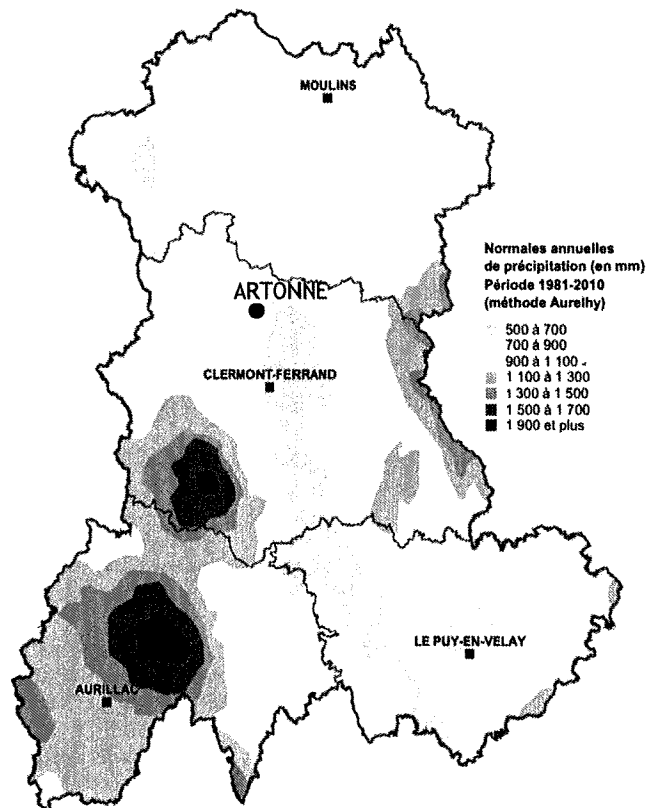 MOULINS
Normales annuelles
de précipitation (en mm)
Période 1981-2010
(méthode Aurelhy)
500 à 700
700 à 900
900 à 1 100
1 100 à 1 300
1 300 à 1 500
1 500 à 1 700
1 900 et plus
ARTONNE
CLERMONT-FERRAND
LE PUY-EN-VELAY
AURILLAC